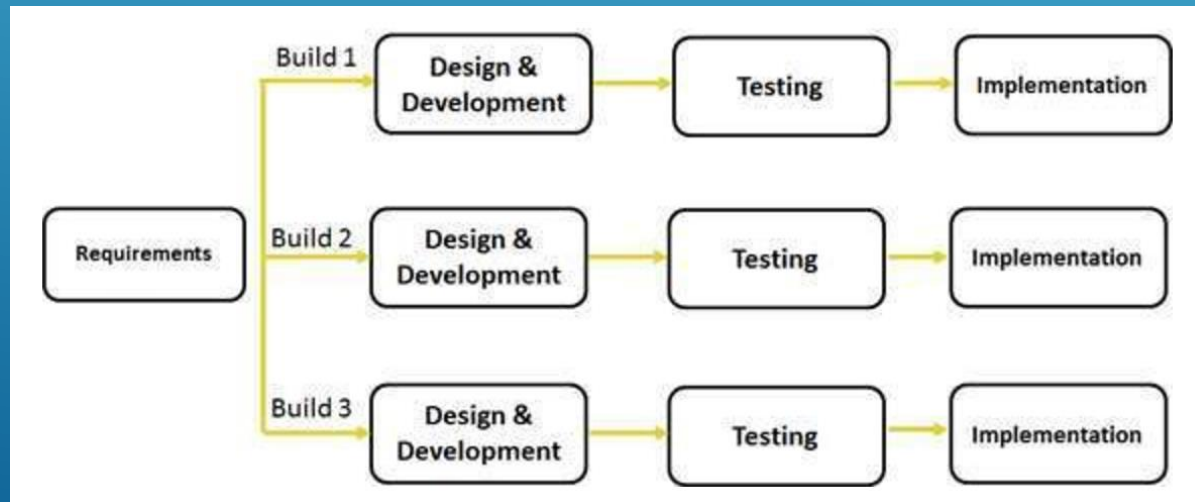 Build 1
Design &
Development
Testing
Implementation
Requirements
Build 2
Design &
Development
Testing
Implementation
Build 3
Design &
Development
Testing
Implementation